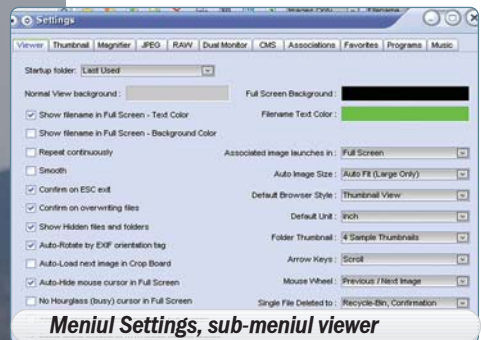 Settings
Viewer Thumbnail Magnifier JPEG RAW Dual Monitor CMS Associations Favorites Programs Music
Startup folder: Last Used
Normal View background :
Full Screen Background :
Show filename in Full Screen - Text Color
Filename Text Color :
Show filename in Full Screen - Background Color
Repeat continuously
Associated image launches in : Full Screen
Smooth
Auto Image Size : Auto Fit (Large Only)
Confirm on ESC exit
Default Browser Style : Thumbnail View
Confirm on overwriting files
Default Unit : Inch
Show Hidden files and folders
Folder Thumbnail : 4 Sample Thumbnails
Auto-Rotate by EXIF orientation tag
Arrow Keys : Scroll
Auto-Load next image in Crop Board
Mouse Wheel : Previous / Next Image
Auto-Hide mouse cursor in Full Screen
No Hourglass (busy) cursor in Full Screen
Single File Deleted to : Recycle-Bin, Confirmation
Meniul Settings, sub-meniul viewer